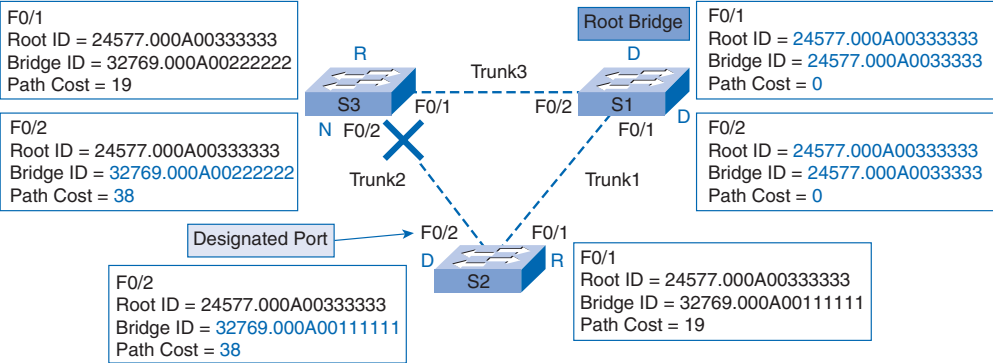 F0/1
Root ID = 24577.000A00333333
Bridge ID = 32769.000A00222222
Path Cost = 19
F0/2
Root ID = 24577.000A00333333
Bridge ID = 32769.000A00222222
Path Cost = 38
Root Bridge
R
D
Trunk3
S3
F0/1
F0/2
S1
N
F0/2
F0/1
D
F0/1
Root ID = 24577.000A00333333
Bridge ID = 24577.000A0033333
Path Cost = 0
F0/2
Root ID = 24577.000A00333333
Bridge ID = 24577.000A0033333
Path Cost = 0
Trunk2
Trunk1
Designated Port
F0/2
F0/1
D
S2
R
F0/2
Root ID = 24577.000A00333333
Bridge ID = 32769.000A00111111
Path Cost = 38
F0/1
Root ID = 24577.000A00333333
Bridge ID = 32769.000A00111111
Path Cost = 19